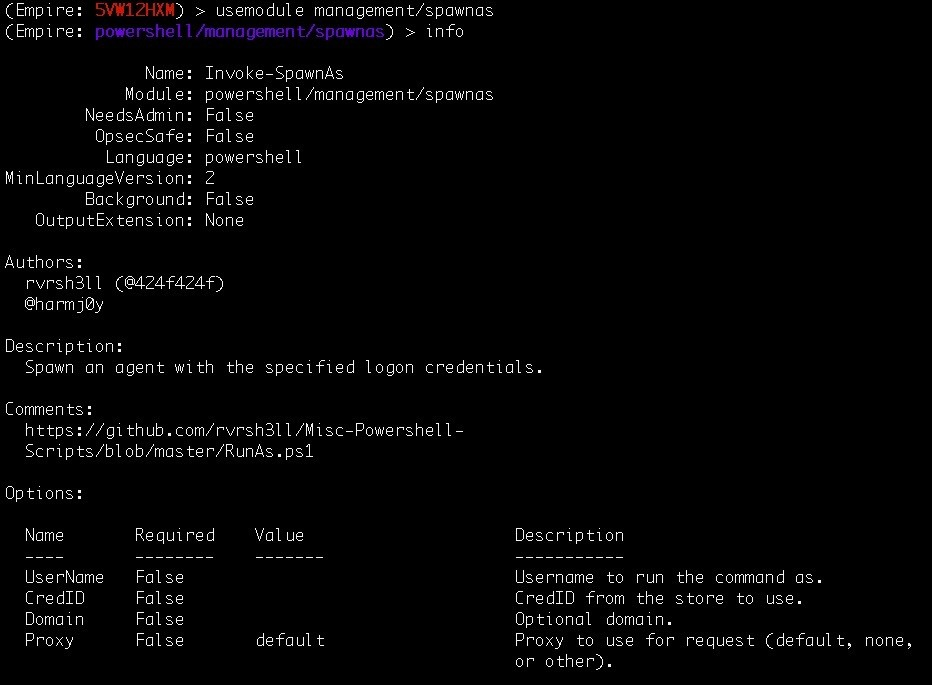 (Empire: 5VW12HXM) > usemodule management/spawnas
(Empire: powershell/management/spawnas) > info
Name: Invoke-SpawnAs
Module: powershell/management/spawnas
NeedsAdmin: False
OpsecSafe: False
Language: powershell
MinLanguageVersion: 2
Background: False
OutputExtension: None
Authors:
rvrsh3ll (@424f424f)
@harmj0y
Description:
Spawn an agent with the specified logon credentials.
Comments:
https://github.com/rvrsh3ll/Misc-Powershell-
Scripts/blob/master/RunAs.ps1
Options:
Name Required Value Description
---- -------- ------- -----------
UserName False Username to run the command as.
CredID False CredID from the store to use.
Domain False Optional domain.
Proxy False default Proxy to use for request (default, none,
or other).